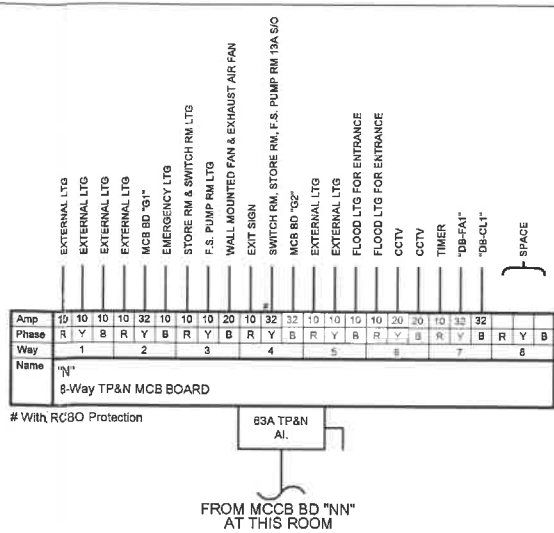 EXTERNAL LTG
EXTERNAL LTG
EXTERNAL LTG
EXTERNAL LTG
MCB BD "G1"
EMERGENCY LTG
STORE RM & SWITCH RM LTG
F.S. PUMP RM LTG
WALL MOUNTED FAN & EXHAUST AIR FAN
EXIT SIGN
SWITCH RM, STORE RM, F.S. PUMP RM 13A S/O
MCB BD "G2"
EXTERNAL LTG
EXTERNAL LTG
FLOOD LTG FOR ENTRANCE
FLOOD LTG FOR ENTRANCE
CCTV
CCTV
TIMER
"DB-FA1"
"DB-CL1"
SPACE
#
Amp 10 10 10 10 32 10 10 10 20 10 32 32 10 10 10 10 20 20 10 32 32
Phase R Y B R Y B R Y B R Y B R Y B R Y B R Y B R Y B
Way 1 2 3 4 5 6 7 8
Name "N"
8-Way TP&N MCB BOARD
# With RCBO Protection
63A TP&N
AI.
FROM MCCB BD "NN"
AT THIS ROOM